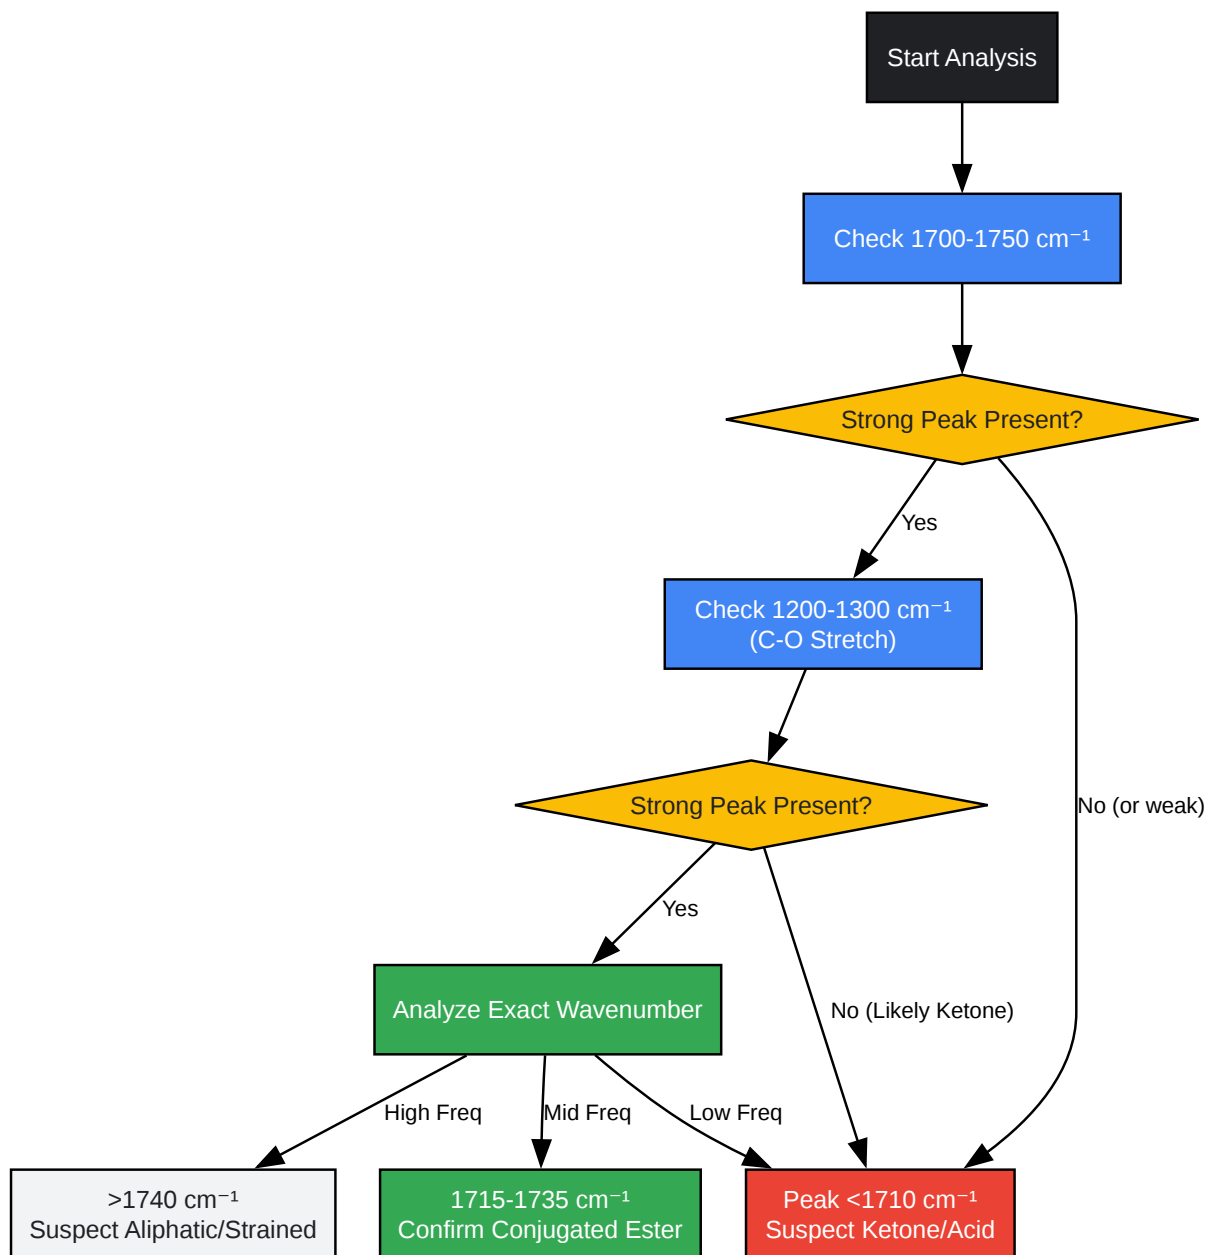 Start Analysis
Check 1700-1750 cm⁻¹
Strong Peak Present?
Yes
Check 1200-1300 cm⁻¹
(C-O Stretch)
Strong Peak Present?
No (or weak)
Yes
Analyze Exact Wavenumber
No (Likely Ketone)
High Freq
Mid Freq
Low Freq
>1740 cm⁻¹
Suspect Aliphatic/Strained
1715-1735 cm⁻¹
Confirm Conjugated Ester
Peak <1710 cm⁻¹
Suspect Ketone/Acid